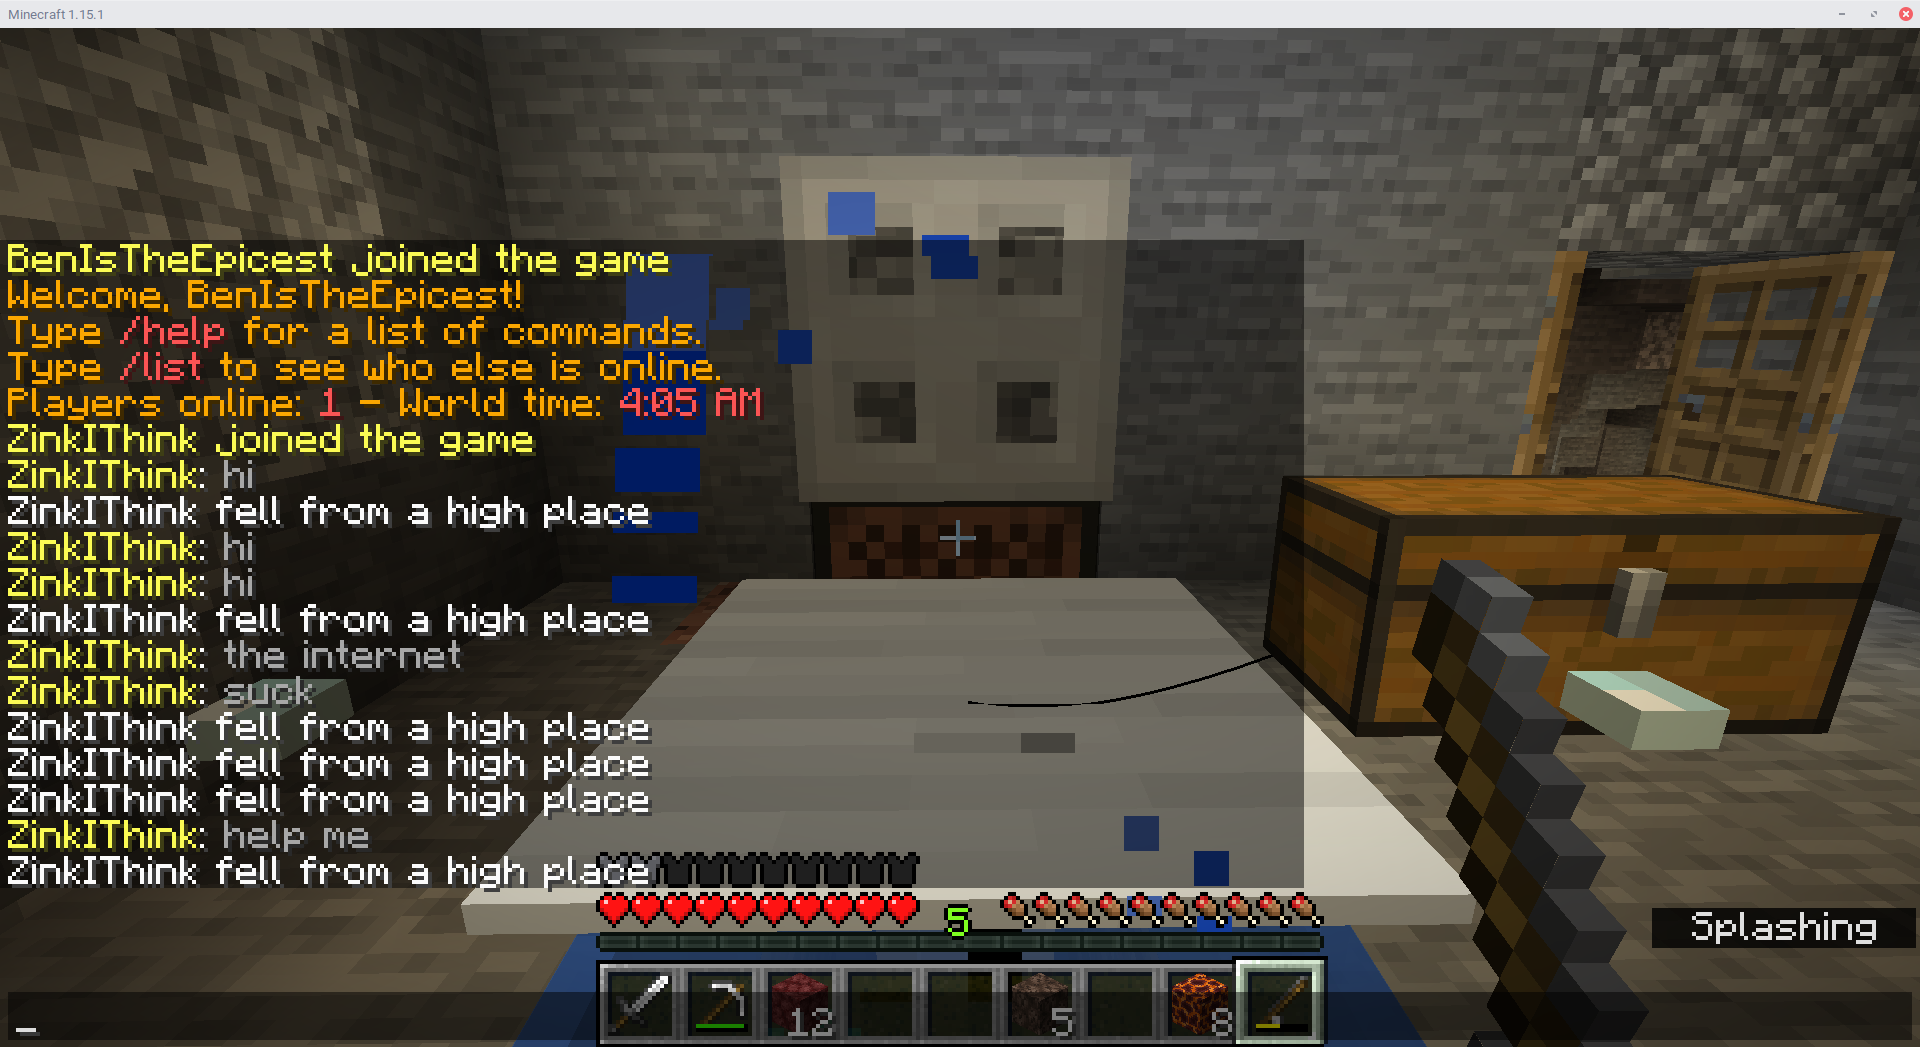 Minecraft 1.15.1
BenIsTheEpicest joined the game
Welcome, BenIsTheEpicest!
Type /help for a list of commands.
Type /list to see who else is online.
Players online: 1 - World time: 4:05 AM
ZinkIThink joined the game
ZinkIThink: hi
ZinkIThink fell from a high place
ZinkIThink: hi
ZinkIThink: hi
ZinkIThink fell from a high place
ZinkIThink: the internet
ZinkIThink: suck
ZinkIThink fell from a high place
ZinkIThink fell from a high place
ZinkIThink fell from a high place
ZinkIThink: help me
ZinkIThink fell from a high place
5
Splashing
12
5
8
_